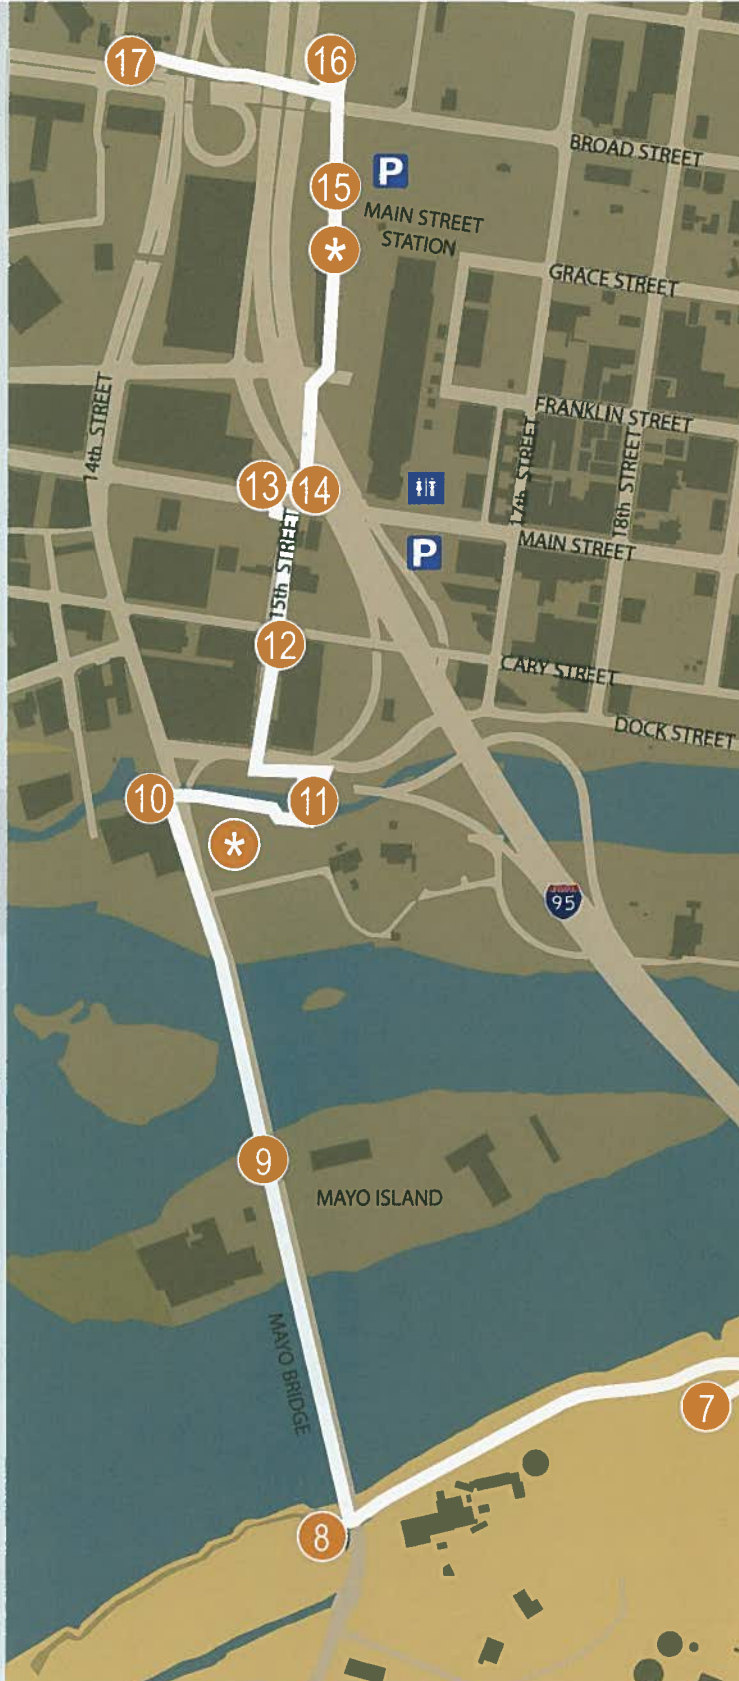 17
16
BROAD STREET
P
15
MAIN STREET
STATION
*
GRACE STREET
14th STREET
FRANKLIN STREET
17th STREET
18th STREET
13
14
MAIN STREET
P
15th STREET
12
CARY STREET
DOCK STREET
10
11
*
95
9
MAYO ISLAND
MAYO BRIDGE
7
8